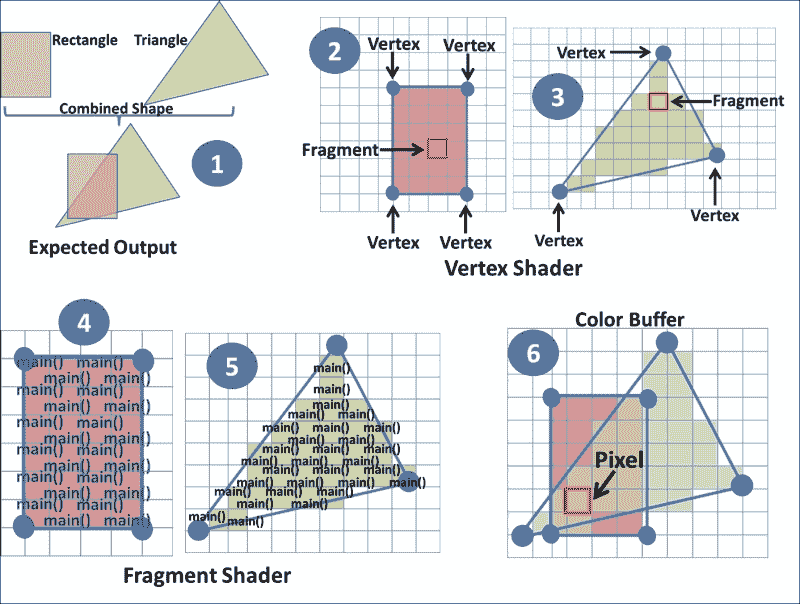 Rectangle
Triangle
Combined Shape
1
Expected Output
2
Vertex
Vertex
Fragment
Vertex
Vertex
3
Vertex
Fragment
Vertex
Vertex
Vertex Shader
4
main() main()
main() main()
main() main()
main() main()
main() main()
main() main()
main() main()
main() main()
main() main()
main() main()
main() main()
main() main()
5
main()
main()
main()
main() main()
main() main() main()
main() main()
main() main() main()
main() main()
main() main() main()
main() main() main()
main() main() main() main()
main() main() main()
main() main()
main()
main()
Fragment Shader
Color Buffer
6
Pixel